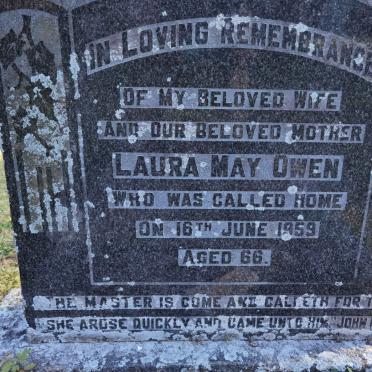 IN LOVING REMEMBRANCE
OF MY BELOVED WIFE
AND OUR BELOVED MOTHER
LAURA MAY OWEN
WHO WAS CALLED HOME
ON 16TH JUNE 1959
AGED 66.
THE MASTER IS COME AND CALLETH FOR
SHE AROSE QUICKLY AND CAME UNTO HIM. JOHN